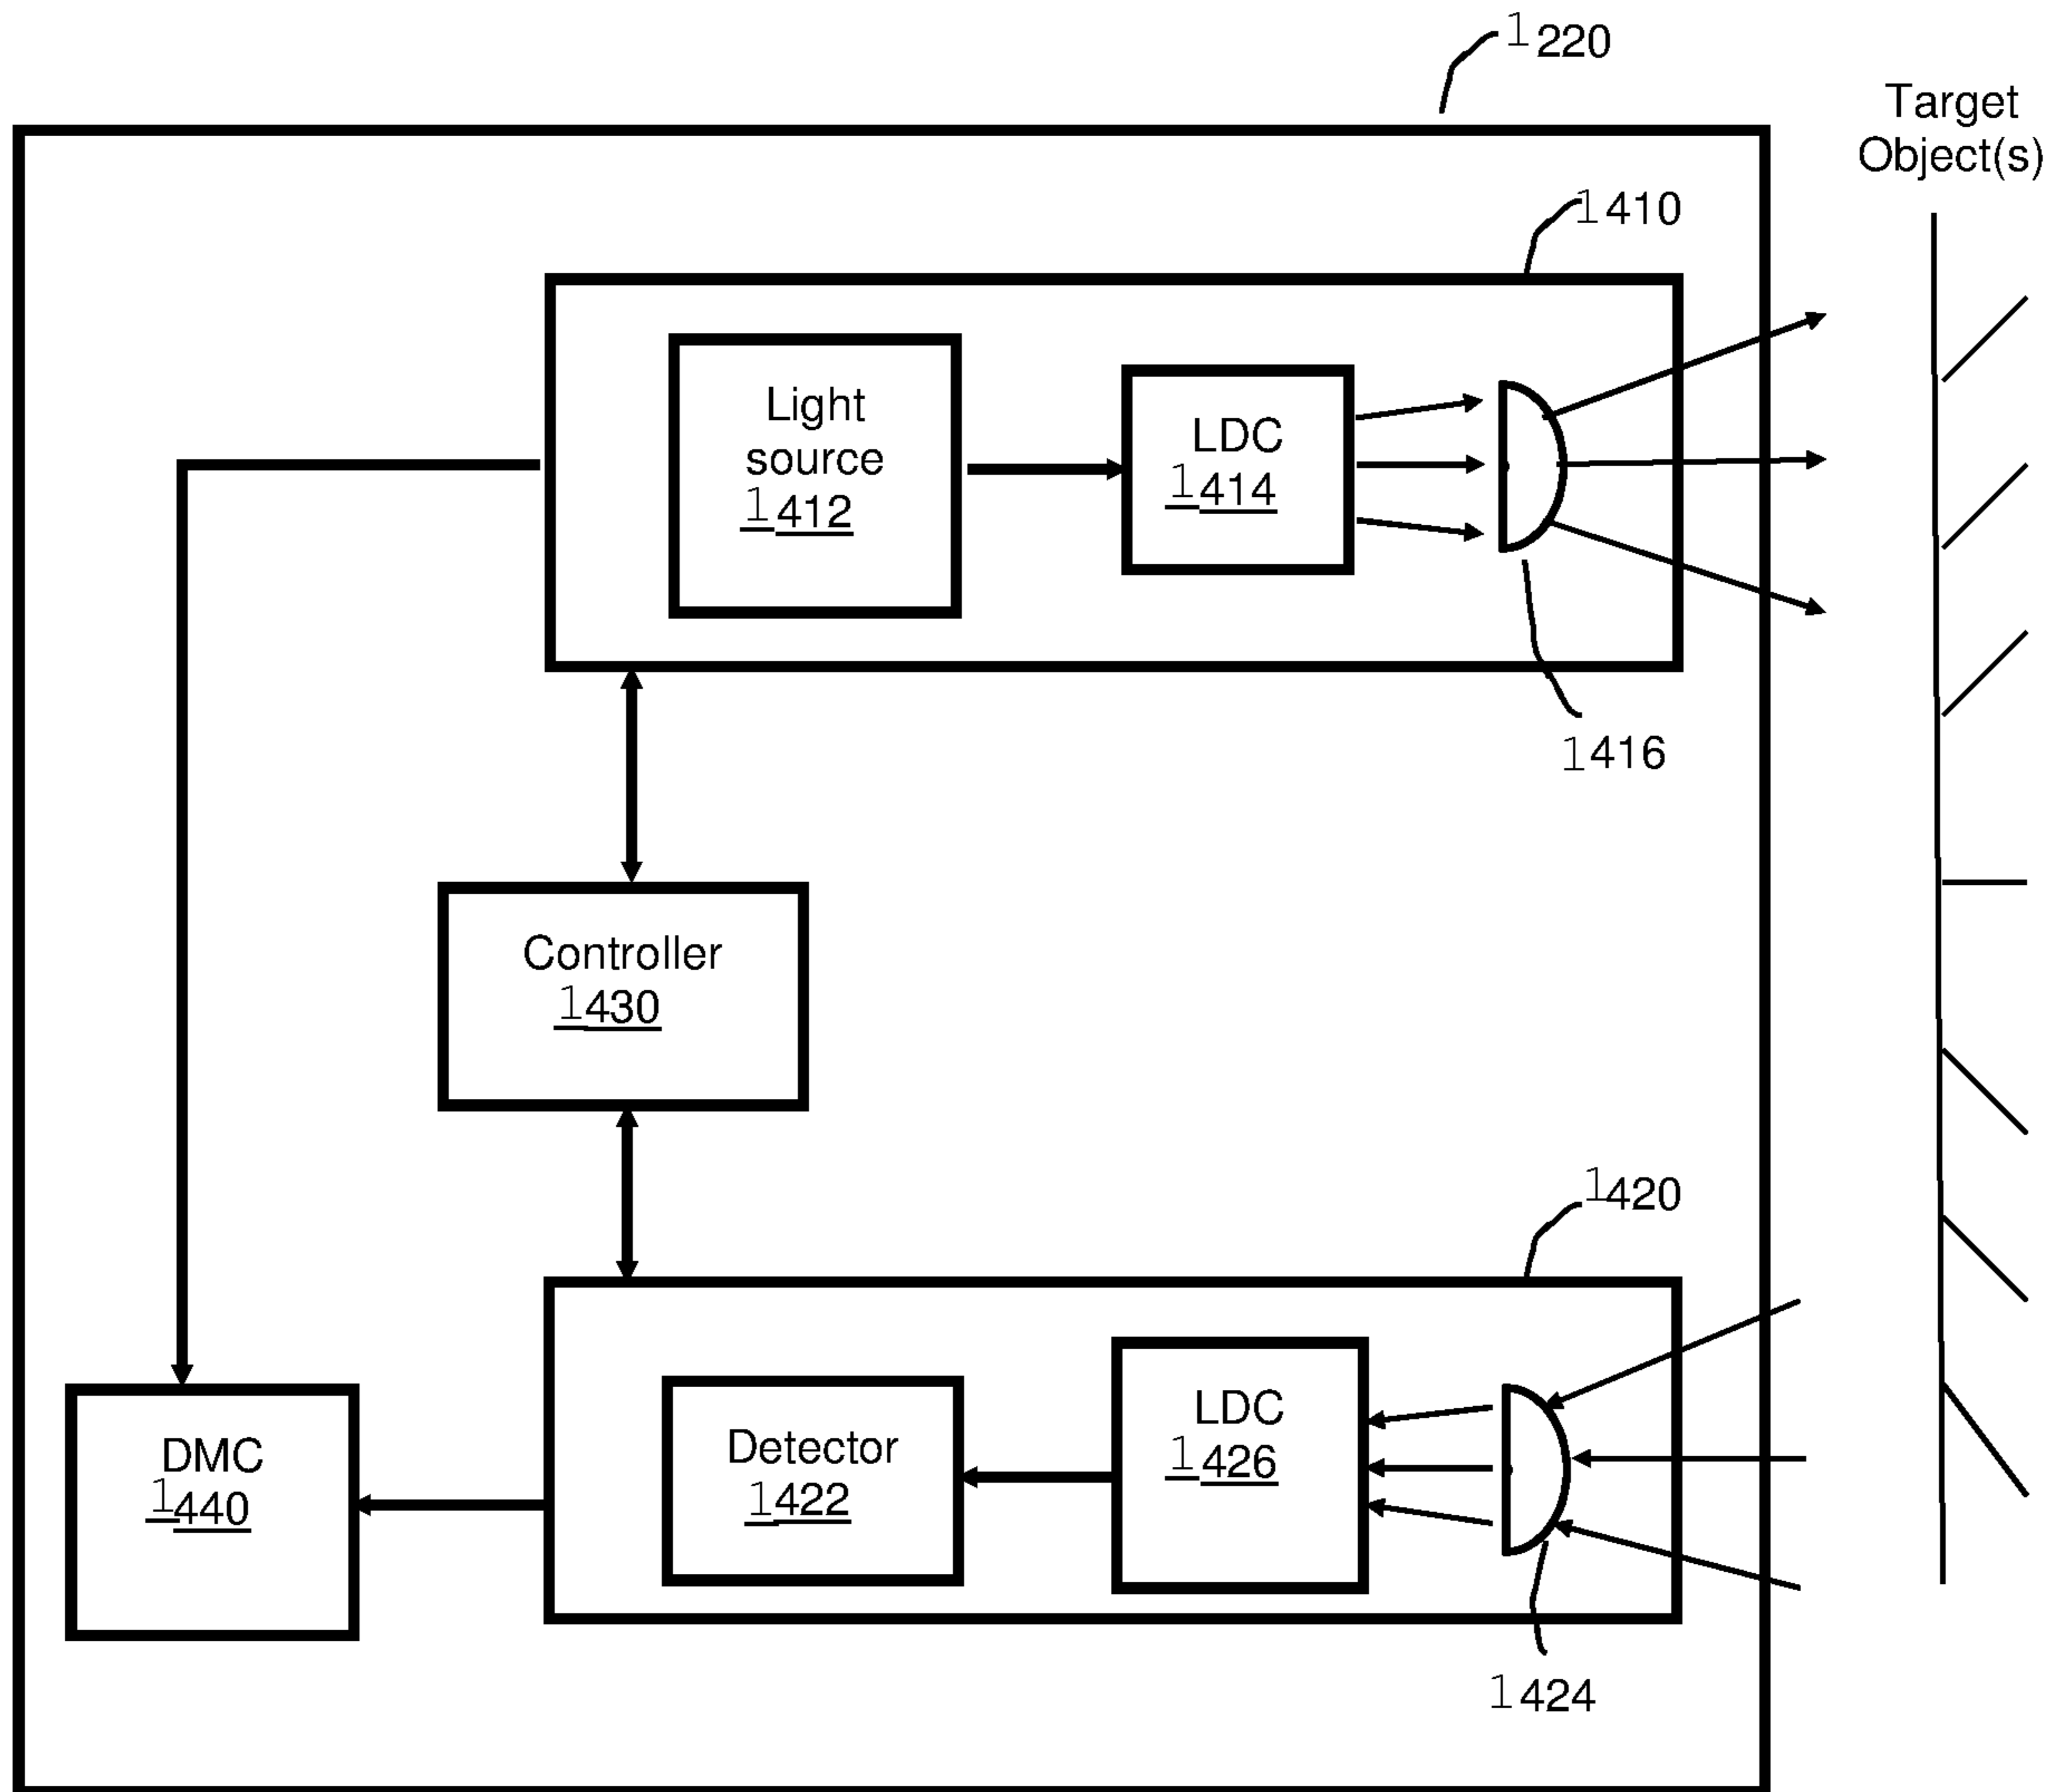 1220
Target
Object(s)
1410
Light
source
1412
LDC
1414
1416
Controller
1430
1420
LDC
1426
Detector
1422
DMC
1440
1424